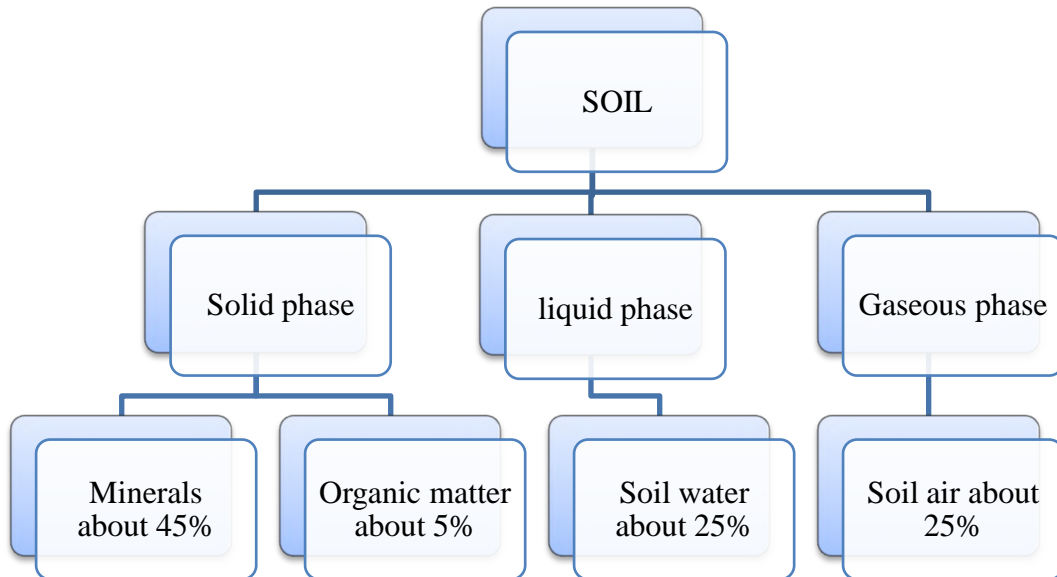 SOIL
Solid phase
liquid phase
Gaseous phase
Minerals
about 45%
Organic matter
about 5%
Soil water
about 25%
Soil air about
25%